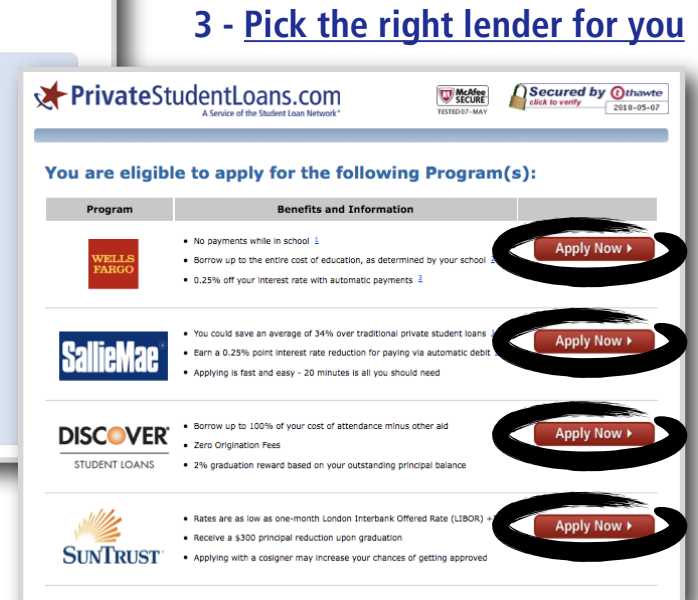 3 - Pick the right lender for you
PrivateStudentLoans.com
A Service of the Student Loan Network
McAfee SECURE
TESTED 07-MAY
Secured by thawte
click to verify 2010-05-07
You are eligible to apply for the following Program(s):
Program Benefits and Information
WELLS FARGO
• No payments while in school 1
• Borrow up to the entire cost of education, as determined by your school
• 0.25% off your interest rate with automatic payments 3
Apply Now
SallieMae
• You could save an average of 34% over traditional private student loans
• Earn a 0.25% point interest rate reduction for paying via automatic debit
• Applying is fast and easy - 20 minutes is all you should need
Apply Now
DISCOVER
STUDENT LOANS
• Borrow up to 100% of your cost of attendance minus other aid
• Zero Origination Fees
• 2% graduation reward based on your outstanding principal balance
Apply Now
SUNTRUST
• Rates are as low as one-month London Interbank Offered Rate (LIBOR) +
• Receive a $300 principal reduction upon graduation
• Applying with a cosigner may increase your chances of getting approved
Apply Now